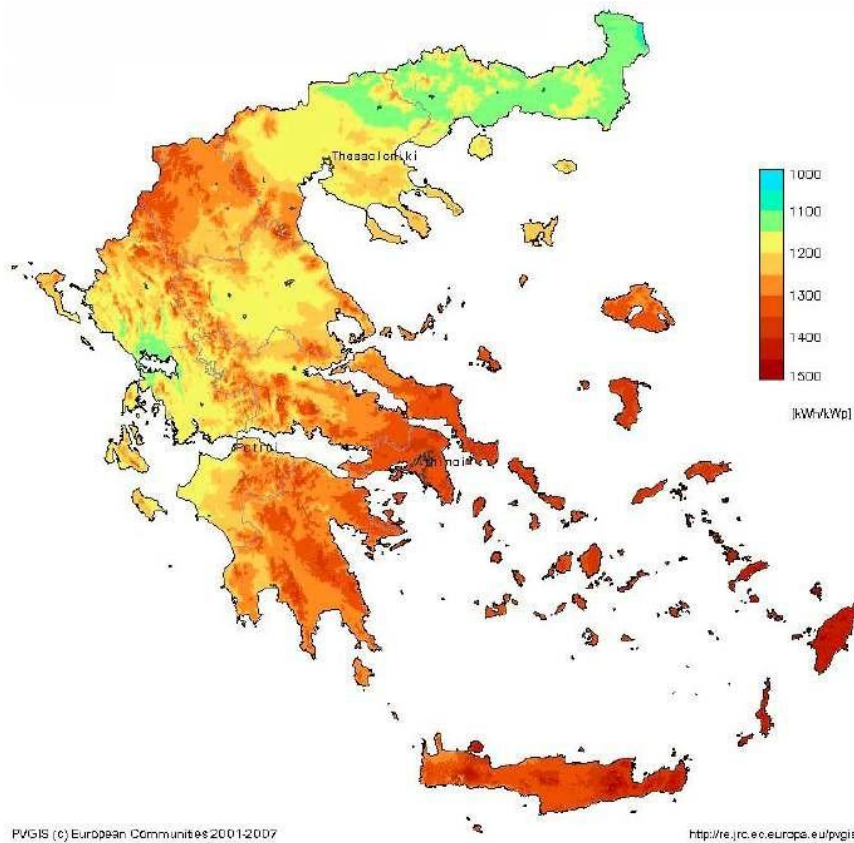 Thessaloniki
1000
1100
1200
1300
1400
1500
[kWh/kWp]
PVGIS (c) European Communities 2001-2007
http://re.jrc.ec.europa.eu/pvgis